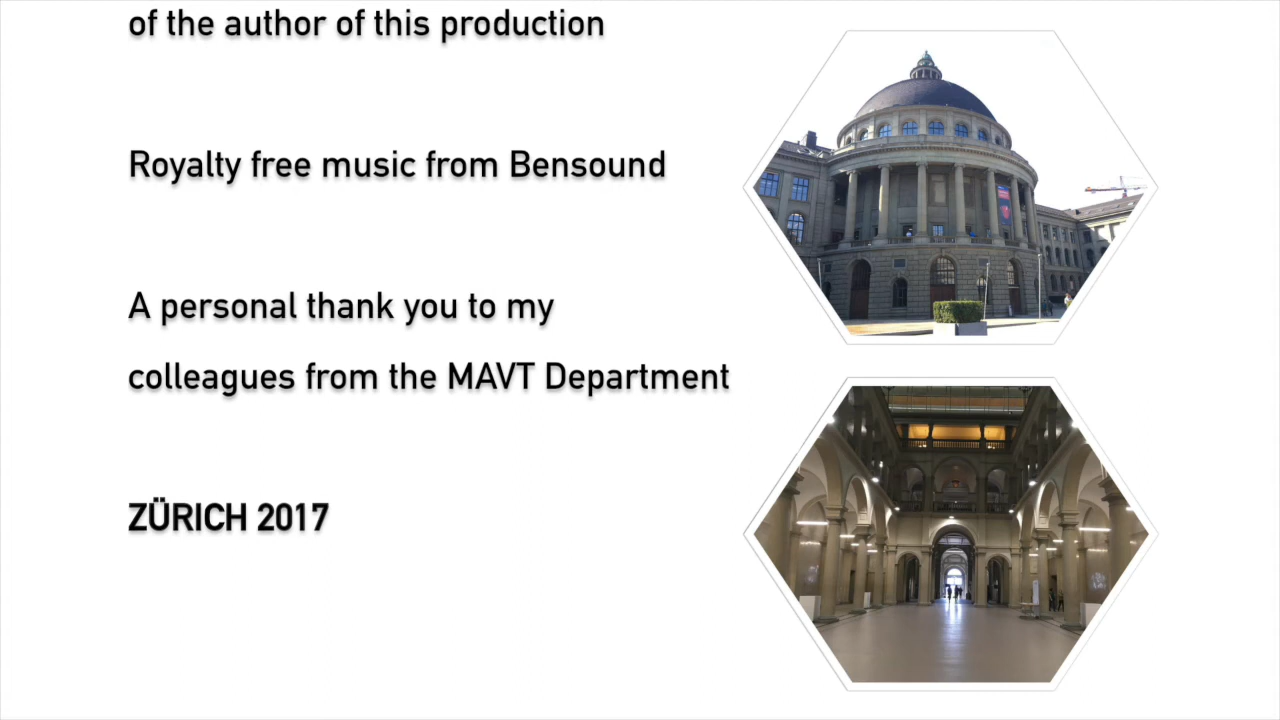 of the author of this production
Royalty free music from Bensound
A personal thank you to my
colleagues from the MAVT Department
ZÜRICH 2017